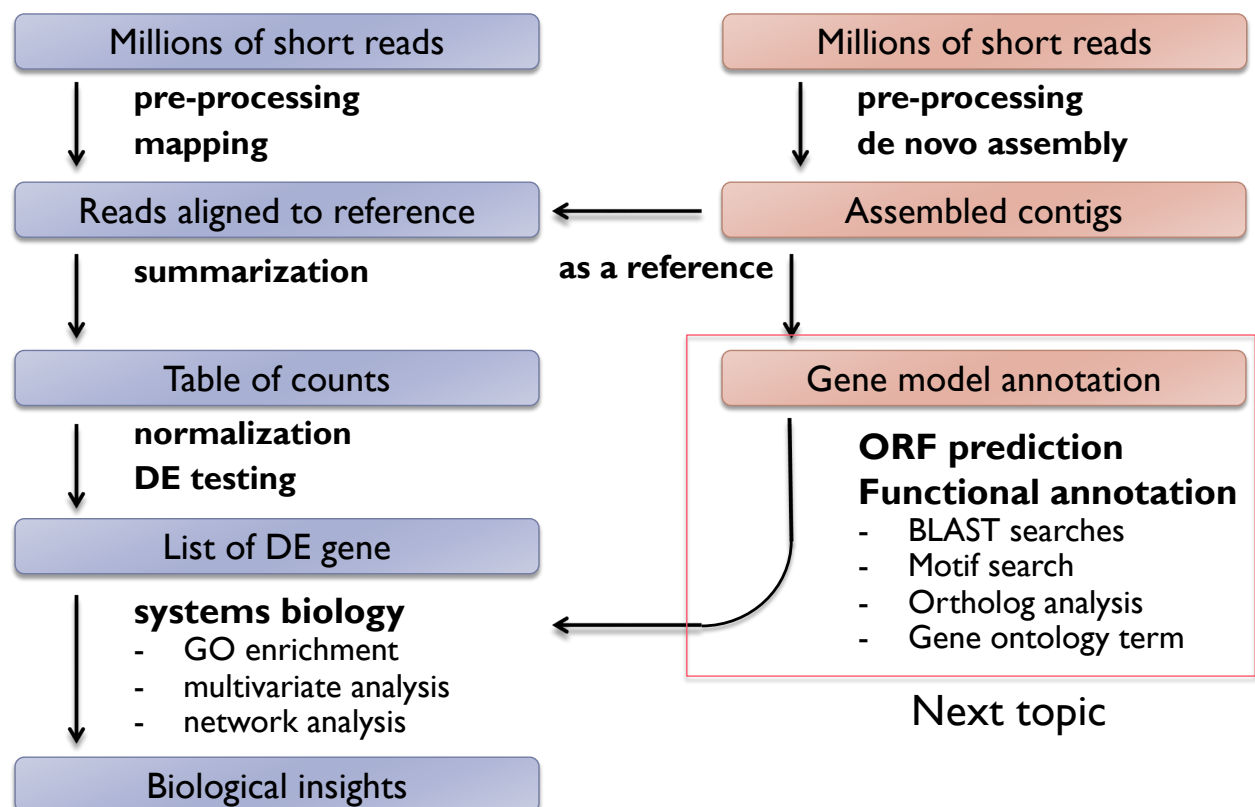 Millions of short reads
pre-processing
mapping
Reads aligned to reference
summarization
Table of counts
normalization
DE testing
List of DE gene
systems biology
- GO enrichment
- multivariate analysis
- network analysis
Biological insights
Millions of short reads
pre-processing
de novo assembly
Assembled contigs
as a reference
Gene model annotation
ORF prediction
Functional annotation
- BLAST searches
- Motif search
- Ortholog analysis
- Gene ontology term
Next topic